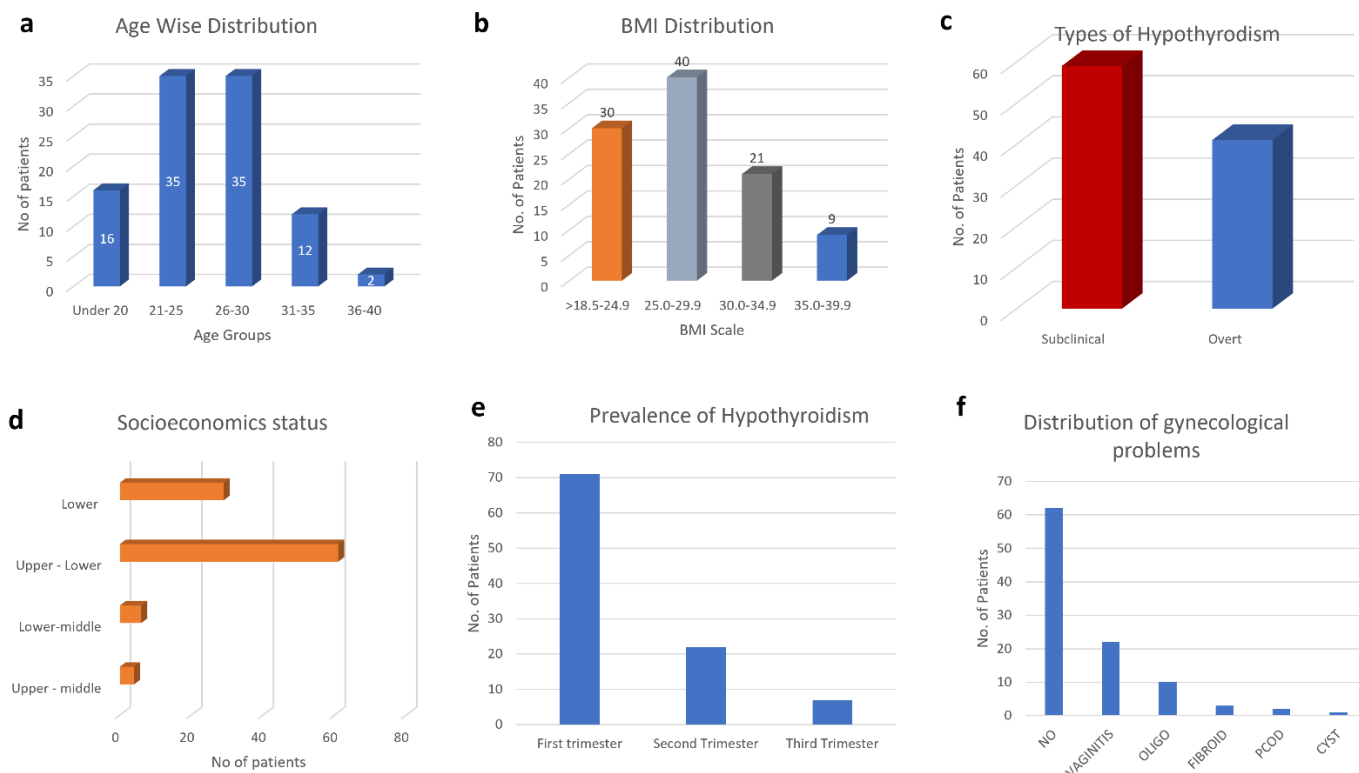 a
Age Wise Distribution
No of patients
35
30
25
20
15
10
5
0
16
35
35
12
2
Under 20
21-25
26-30
31-35
36-40
Age Groups
b
BMI Distribution
No. of Patients
40
35
30
25
20
15
10
5
0
30
40
21
9
>18.5-24.9
25.0-29.9
30.0-34.9
35.0-39.9
BMI Scale
c
Types of Hypothyrodism
No. of Patients
60
50
40
30
20
10
0
Subclinical
Overt
d
Socioeconomics status
Lower
Upper - Lower
Lower-middle
Upper - middle
0
20
40
60
80
No of patients
e
Prevalence of Hypothyroidism
No. of Patients
80
70
60
50
40
30
20
10
0
First trimester
Second Trimester
Third Trimester
f
Distribution of gynecological
problems
No. of Patients
70
60
50
40
30
20
10
0
NO
VAGINITIS
OLIGO
FIBROID
PCOD
CYST